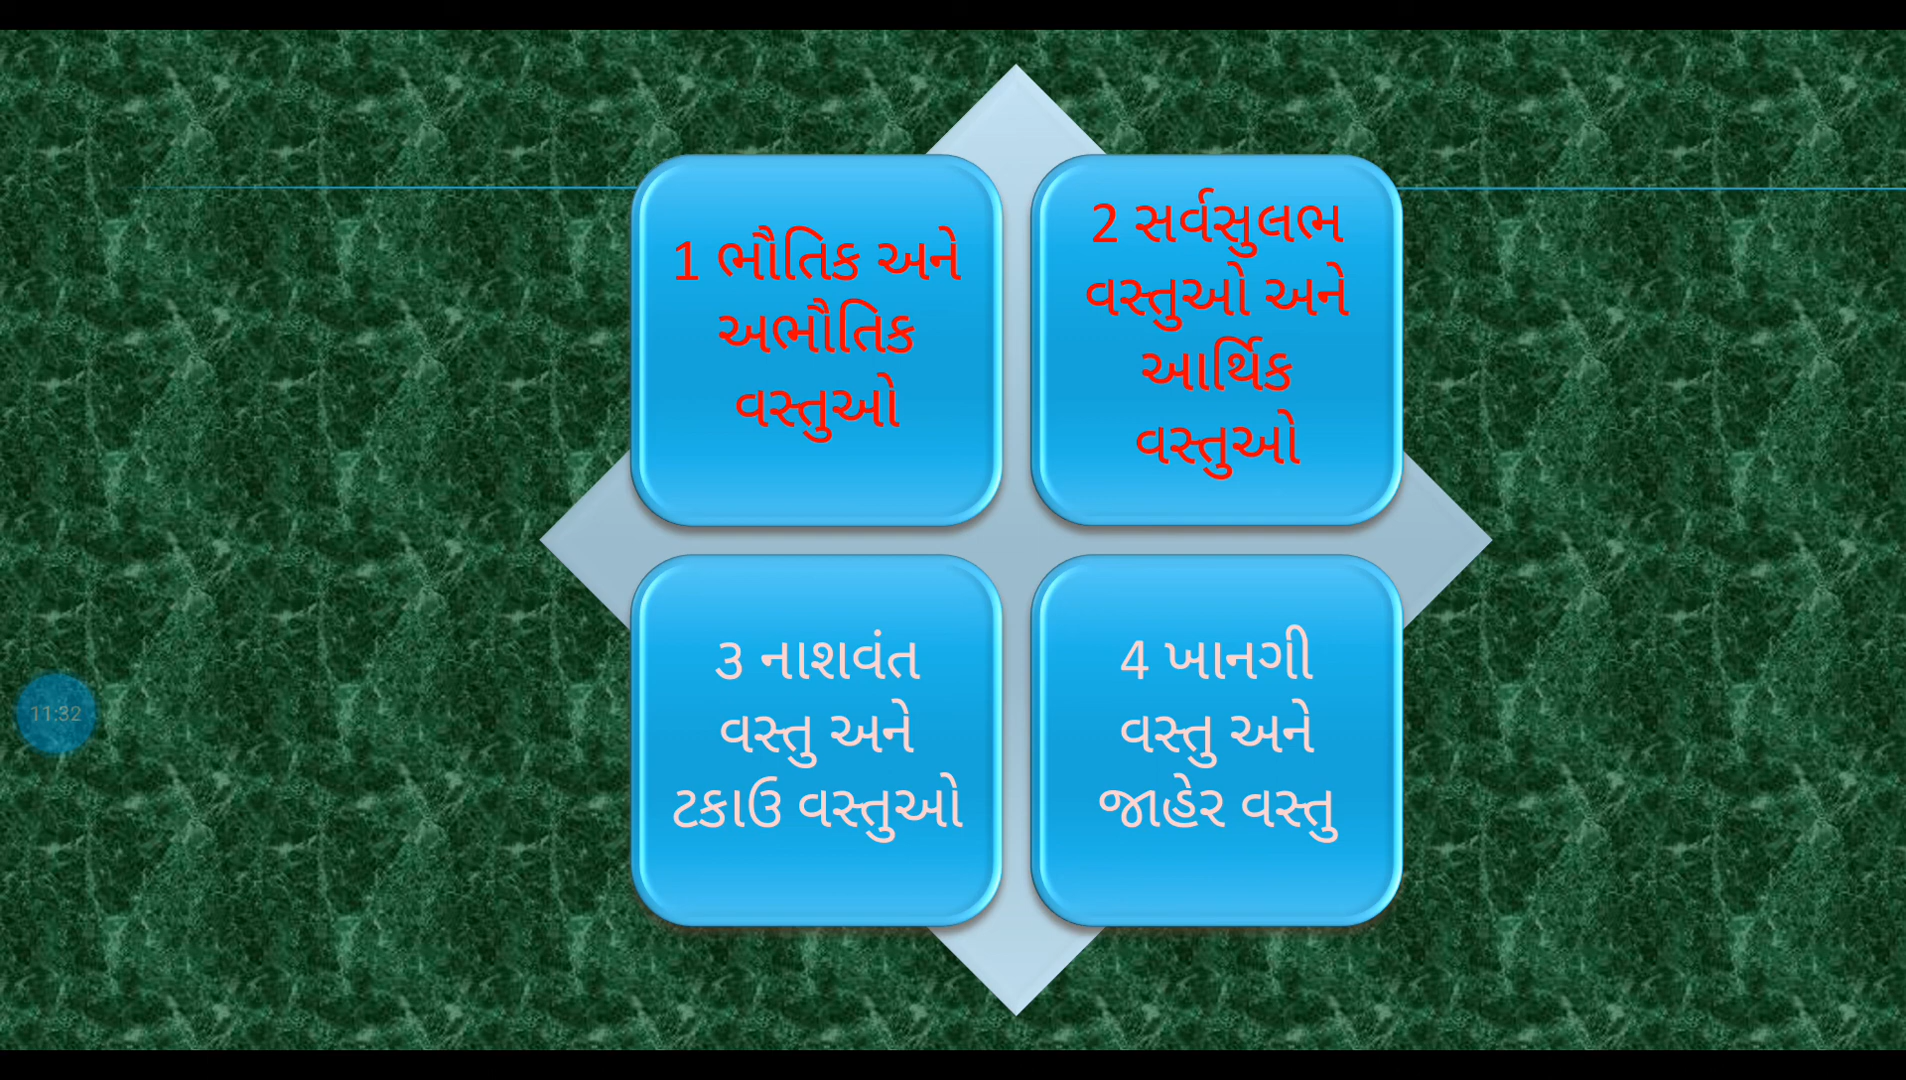 1 ભૌતિક અને
અભૌતિક
વસ્તુઓ
2 સર્વસુલભ
વસ્તુઓ અને
આર્થિક
વસ્તુઓ
૩ નાશવંત
વસ્તુ અને
ટકાઉ વસ્તુઓ
4 ખાનગી
વસ્તુ અને
જાહેર વસ્તુ
11:32